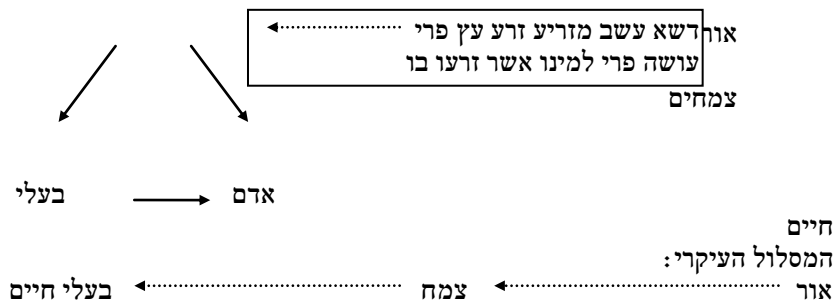 אור דשא עשב מזריע זרע עץ פרי
עושה פרי למינו אשר זרעו בו
צמחים
אדם בעלי
חיים
המסלול העיקרי:
אור צמח בעלי חיים